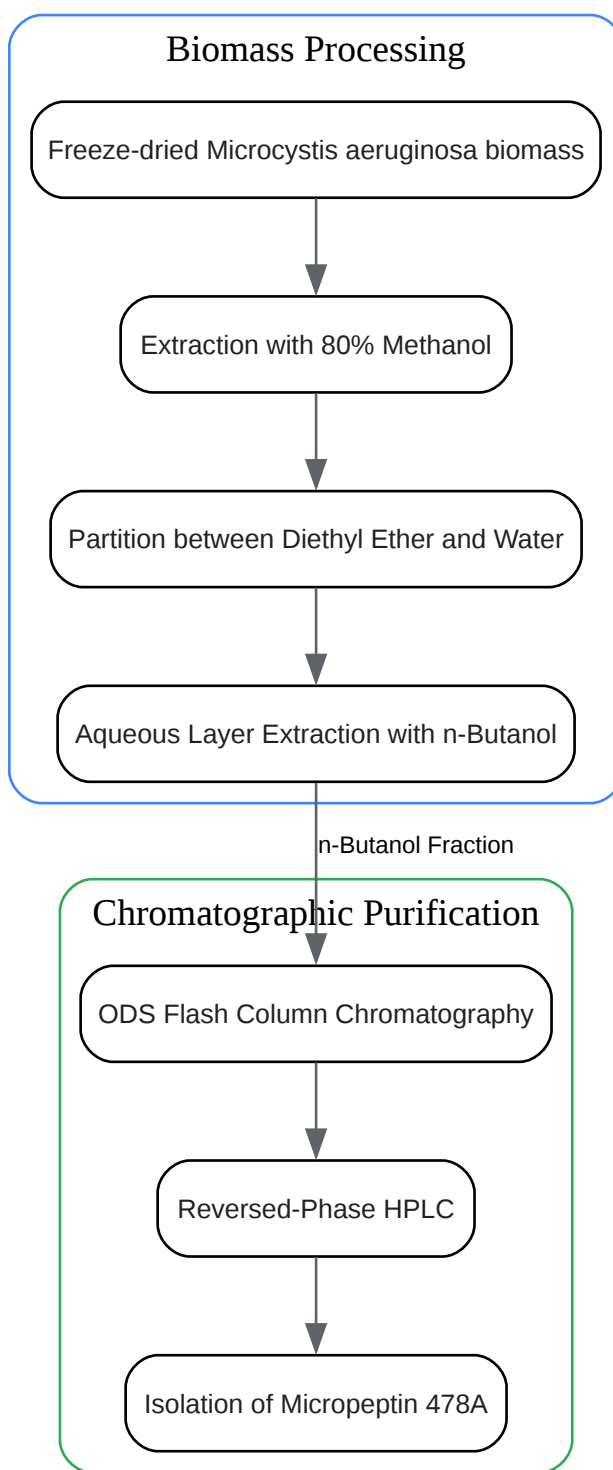 Biomass Processing
Freeze-dried Microcystis aeruginosa biomass
Extraction with 80% Methanol
Partition between Diethyl Ether and Water
Aqueous Layer Extraction with n-Butanol
n-Butanol Fraction
Chromatographic Purification
ODS Flash Column Chromatography
Reversed-Phase HPLC
Isolation of Micropeptin 478A